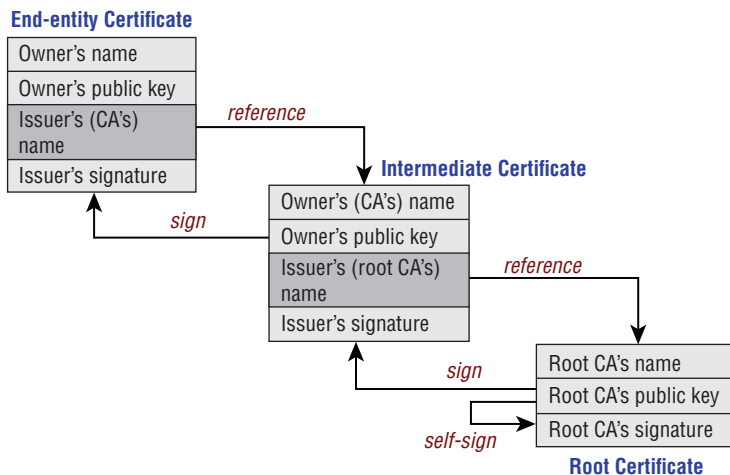 End-entity Certificate
Owner's name
Owner's public key
Issuer's (CA's)
name
Issuer's signature
reference
sign
Intermediate Certificate
Owner's (CA's) name
Owner's public key
Issuer's (root CA's)
name
Issuer's signature
reference
sign
self-sign
Root CA's name
Root CA's public key
Root CA's signature
Root Certificate